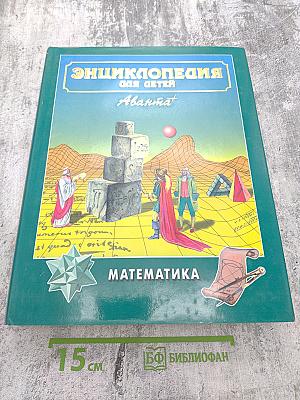 ЭНЦИКЛОПЕДИЯ
ДЛЯ ДЕТЕЙ
Аванта+
МАТЕМАТИКА
15 см
БФ БИБЛИОФАН